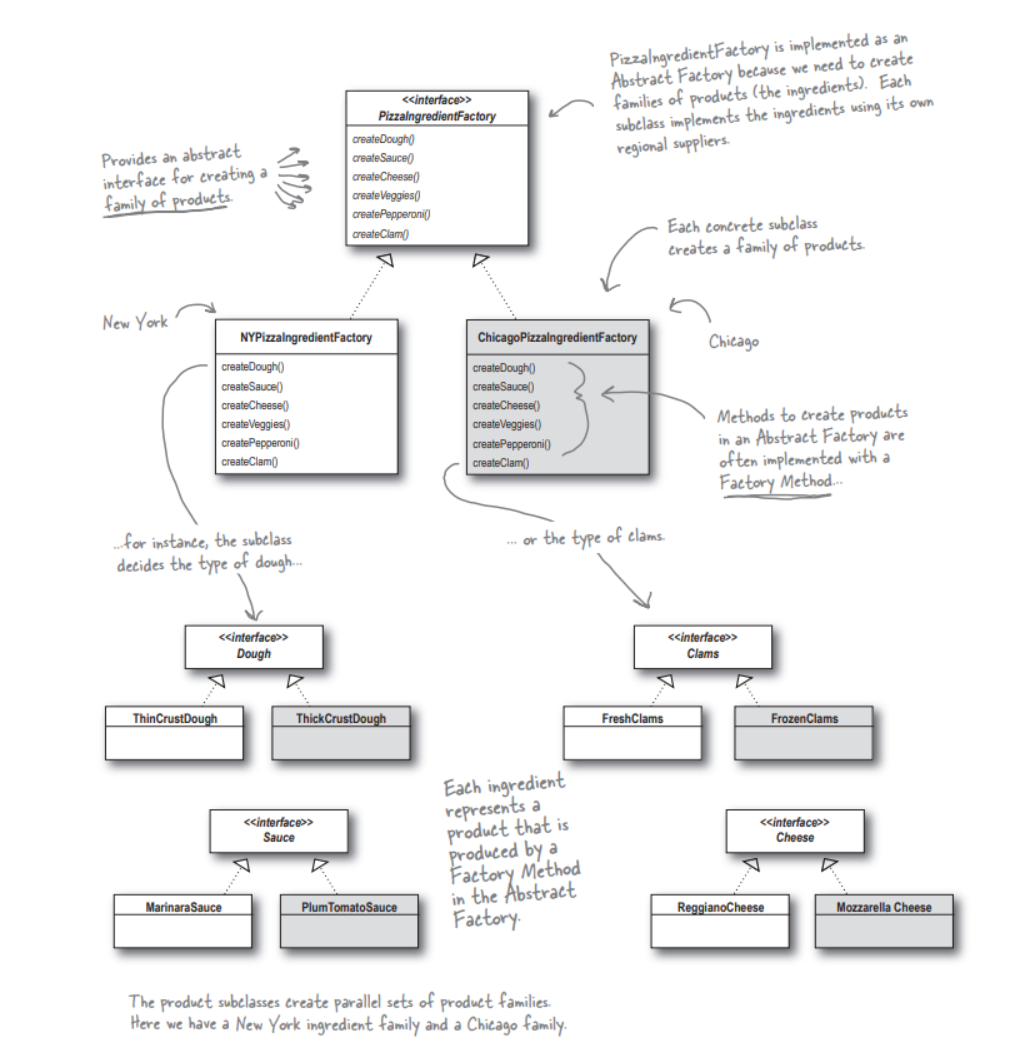 PizzaIngredientFactory is implemented as an
Abstract Factory because we need to create
families of products (the ingredients). Each
subclass implements the ingredients using its own
regional suppliers.
<<interface>>
PizzaIngredientFactory
createDough()
createSauce()
createCheese()
createVeggies()
createPepperoni()
createClam()
Provides an abstract
interface for creating a
family of products.
Each concrete subclass
creates a family of products.
New York
Chicago
NYPizzaIngredientFactory
createDough()
createSauce()
createCheese()
createVeggies()
createPepperoni()
createClam()
ChicagoPizzaIngredientFactory
createDough()
createSauce()
createCheese()
createVeggies()
createPepperoni()
createClam()
Methods to create products
in an Abstract Factory are
often implemented with a
Factory Method...
...for instance, the subclass
decides the type of dough...
... or the type of clams.
<<interface>>
Dough
ThinCrustDough
ThickCrustDough
<<interface>>
Clams
FreshClams
FrozenClams
Each ingredient
represents a
product that is
produced by a
Factory Method
in the Abstract
Factory.
<<interface>>
Sauce
MarinaraSauce
PlumTomatoSauce
<<interface>>
Cheese
ReggianoCheese
Mozzarella Cheese
The product subclasses create parallel sets of product families.
Here we have a New York ingredient family and a Chicago family.